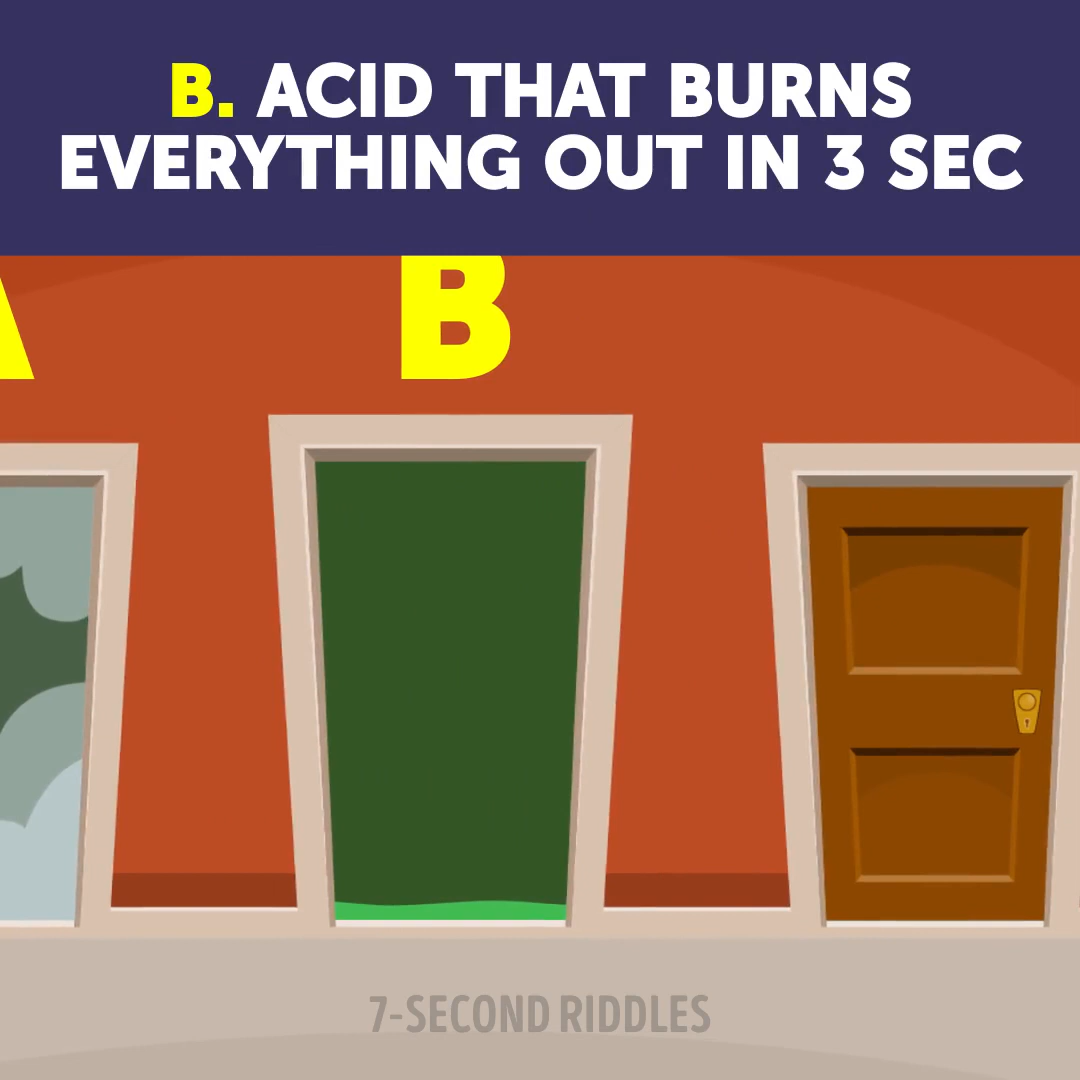 B. ACID THAT BURNS
EVERYTHING OUT IN 3 SEC
A B
7-SECOND RIDDLES